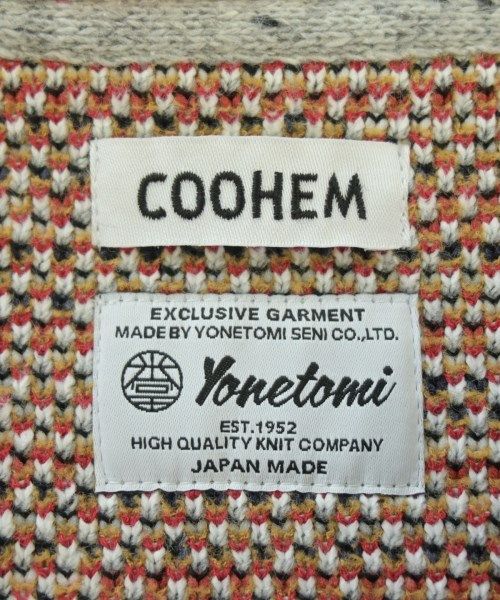 COOHEM
EXCLUSIVE GARMENT
MADE BY YONETOMI SENI CO.,LTD.
Yonetomi
EST.1952
HIGH QUALITY KNIT COMPANY
JAPAN MADE